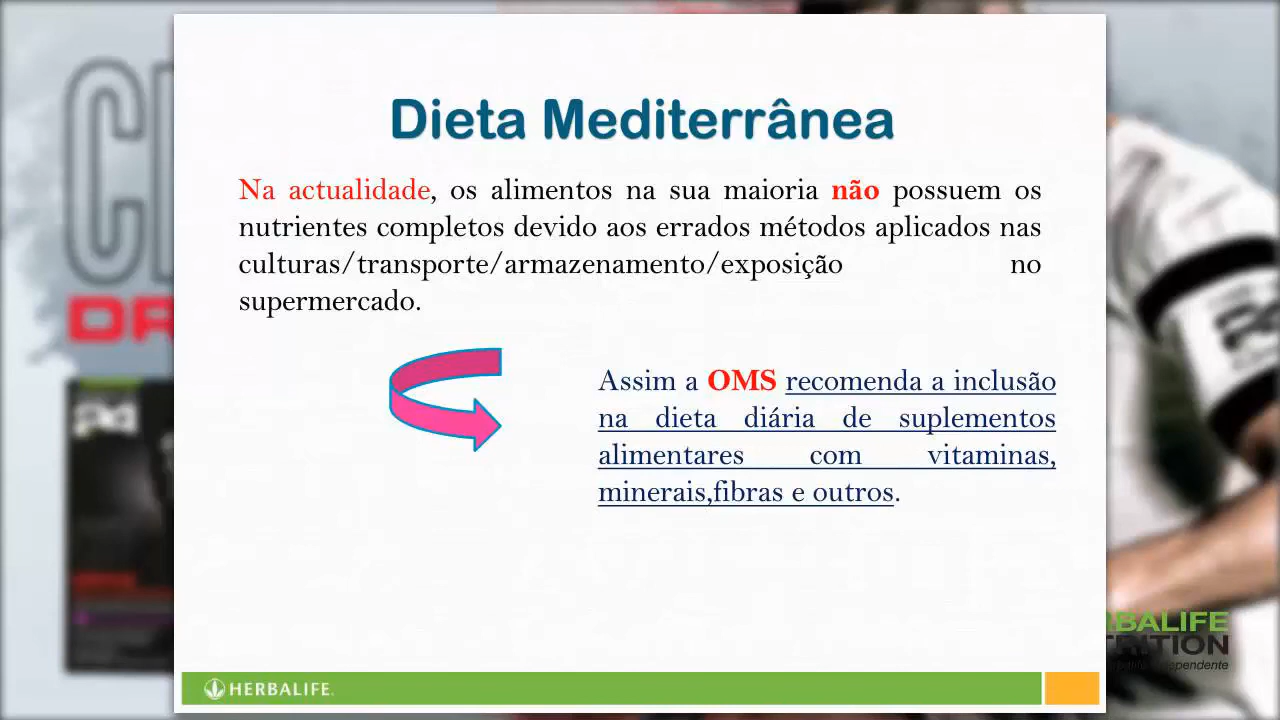 Dieta Mediterrânea
Na actualidade, os alimentos na sua maioria não possuem os
nutrientes completos devido aos errados métodos aplicados nas
culturas/transporte/armazenamento/exposição no
supermercado.
Assim a OMS recomenda a inclusão
na dieta diária de suplementos
alimentares com vitaminas,
minerais,fibras e outros.
HERBALIFE